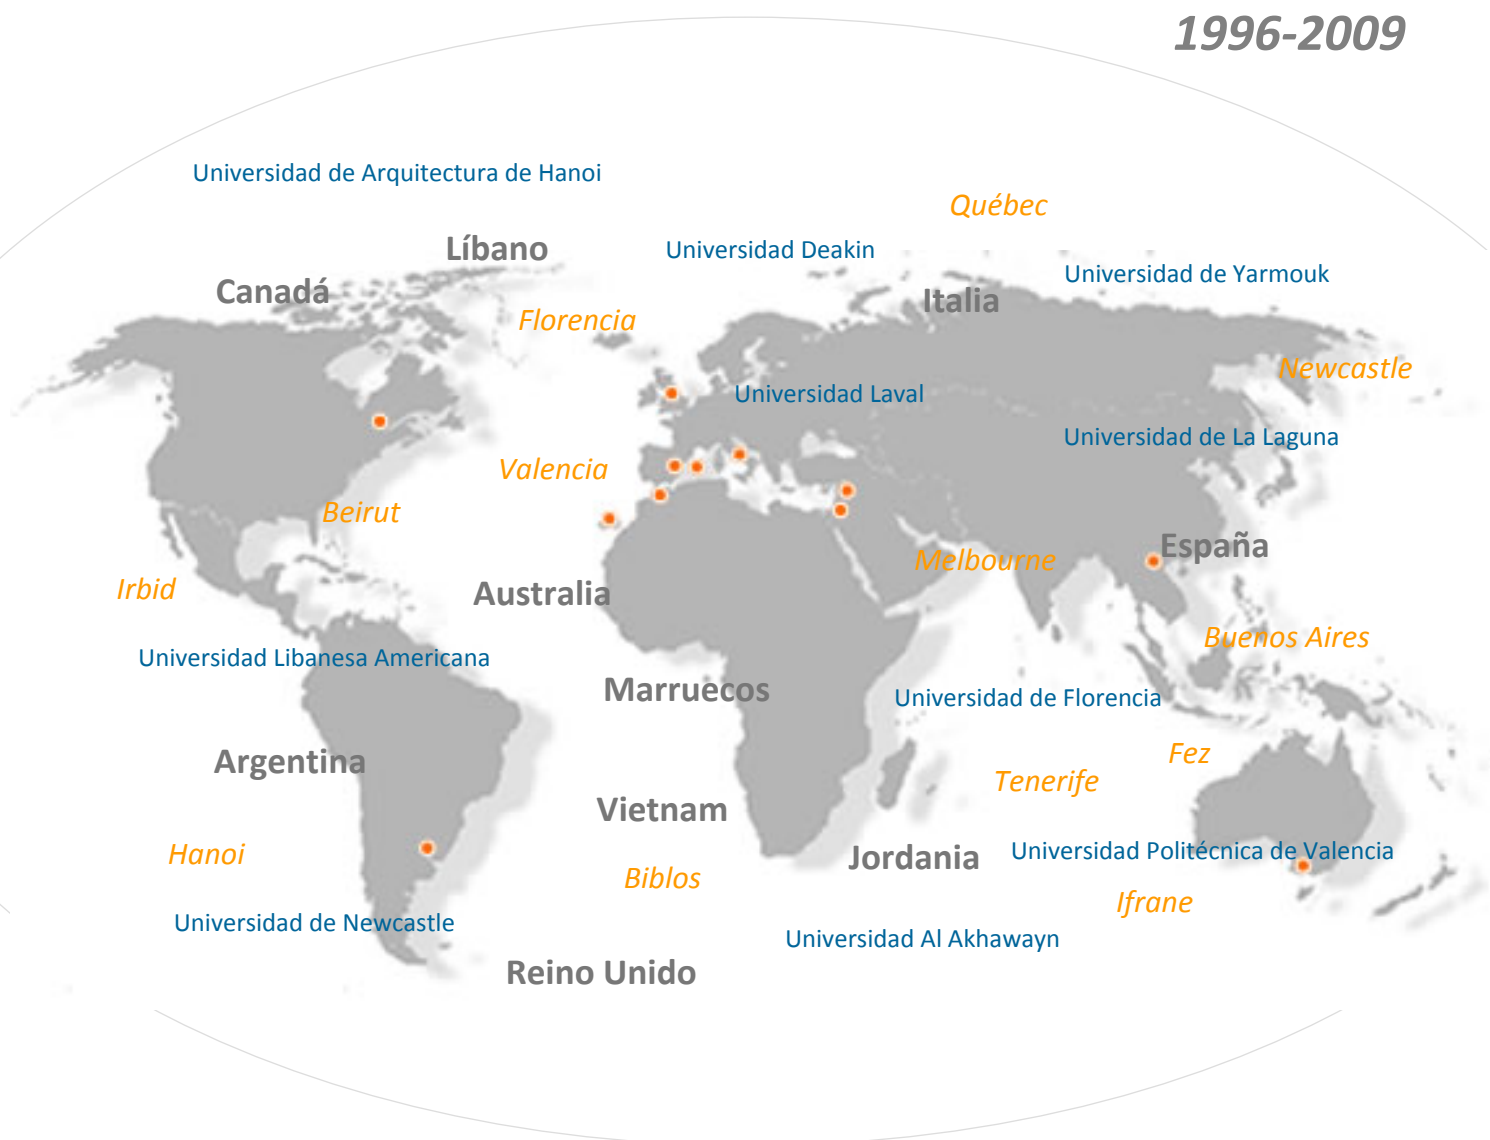 1996-2009
Universidad de Arquitectura de Hanoi
Québec
Líbano
Universidad Deakin
Universidad de Yarmouk
Canadá
Italia
Florencia
Newcastle
Universidad Laval
Universidad de La Laguna
Valencia
Beirut
España
Melbourne
Irbid
Australia
Buenos Aires
Universidad Libanesa Americana
Marruecos
Universidad de Florencia
Fez
Argentina
Tenerife
Vietnam
Hanoi
Jordania
Universidad Politécnica de Valencia
Biblos
Ifrane
Universidad de Newcastle
Universidad Al Akhawayn
Reino Unido